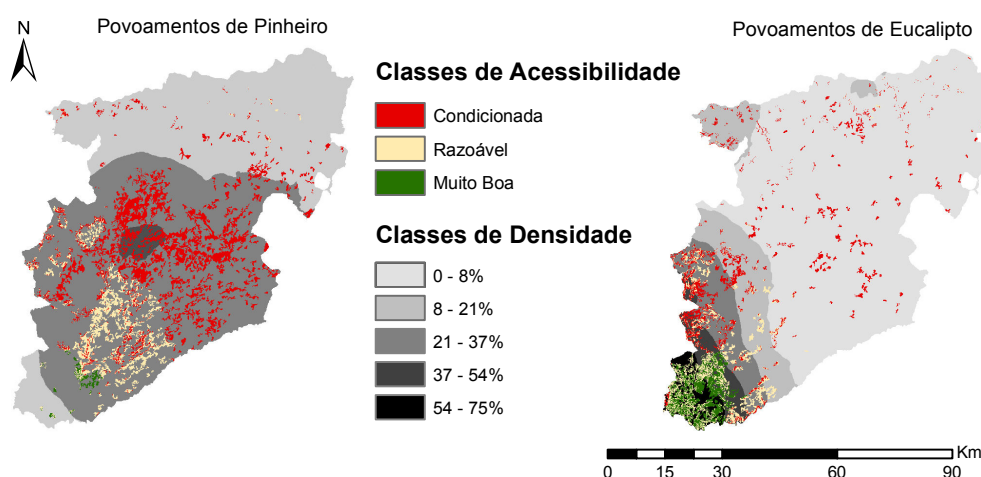 N
Povoamentos de Pinheiro
Povoamentos de Eucalipto
Classes de Acessibilidade
Condicionada
Razoável
Muito Boa
Classes de Densidade
0 - 8%
8 - 21%
21 - 37%
37 - 54%
54 - 75%
Km
0 15 30 60 90